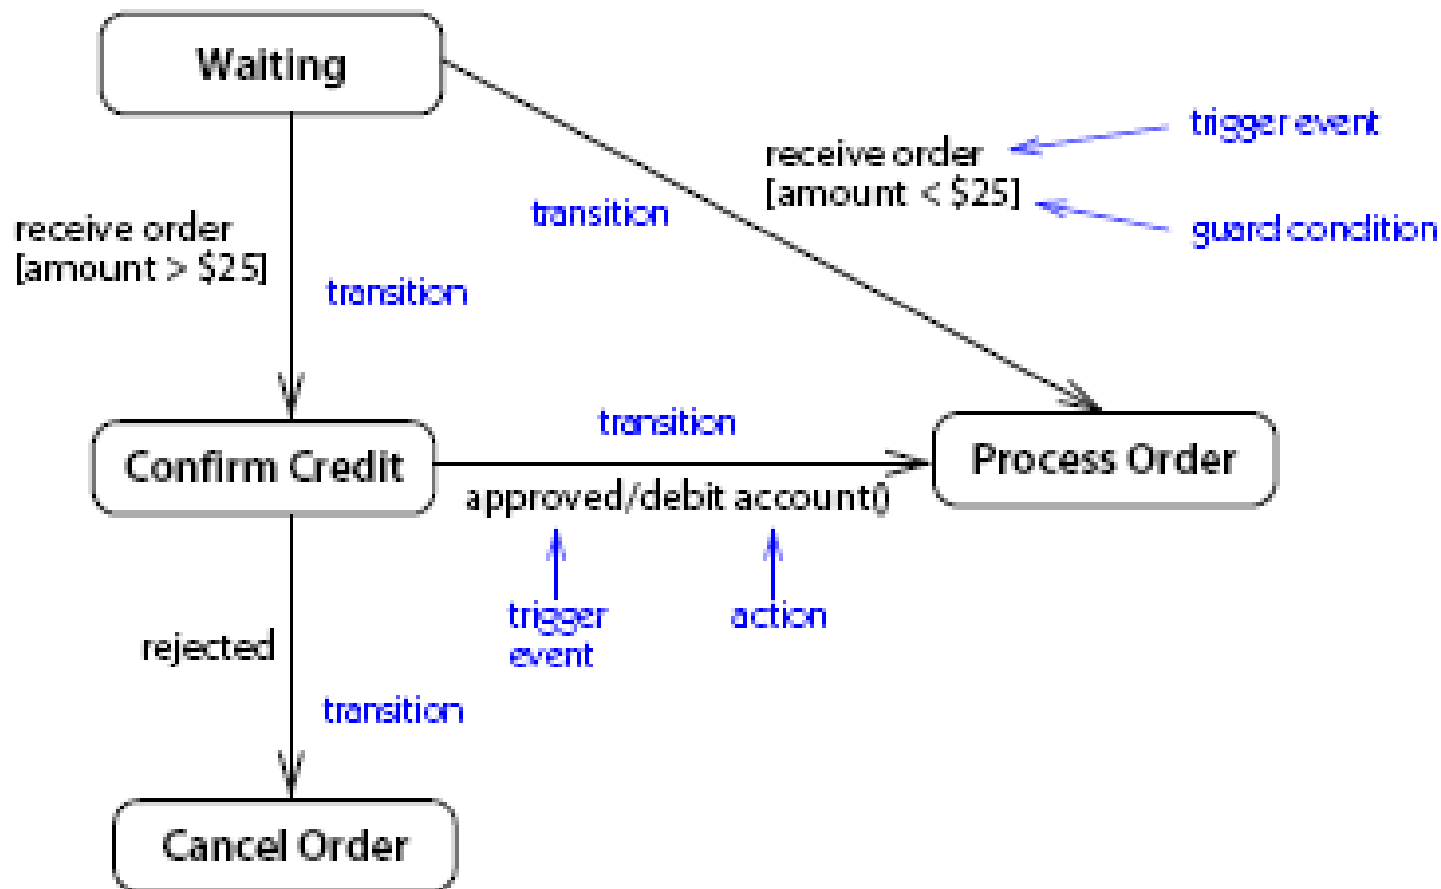 Waiting
trigger event
receive order
[amount < $25]
transition
guard condition
receive order
[amount > $25]
transition
transition
Confirm Credit
Process Order
approved/debit account()
trigger
event
action
rejected
transition
Cancel Order